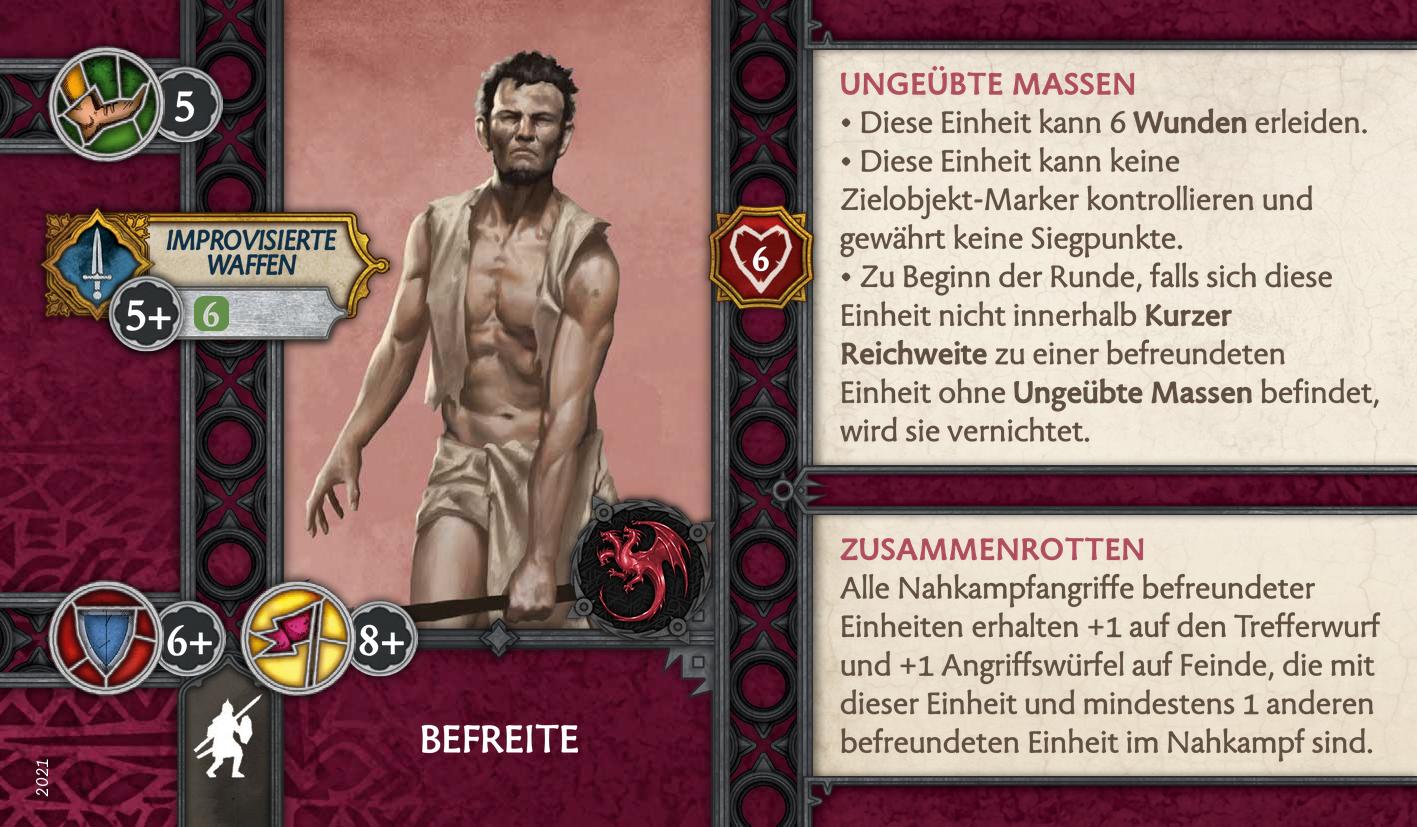 5
IMPROVISIERTE
WAFFEN
5+ 6
6
6+
8+
BEFREITE
2021
UNGEÜBTE MASSEN
• Diese Einheit kann 6 Wunden erleiden.
• Diese Einheit kann keine
Zielobjekt-Marker kontrollieren und
gewährt keine Siegpunkte.
• Zu Beginn der Runde, falls sich diese
Einheit nicht innerhalb Kurzer
Reichweite zu einer befreundeten
Einheit ohne Ungeübte Massen befindet,
wird sie vernichtet.
ZUSAMMENROTTEN
Alle Nahkampfangriffe befreundeter
Einheiten erhalten +1 auf den Trefferwurf
und +1 Angriffswürfel auf Feinde, die mit
dieser Einheit und mindestens 1 anderen
befreundeten Einheit im Nahkampf sind.